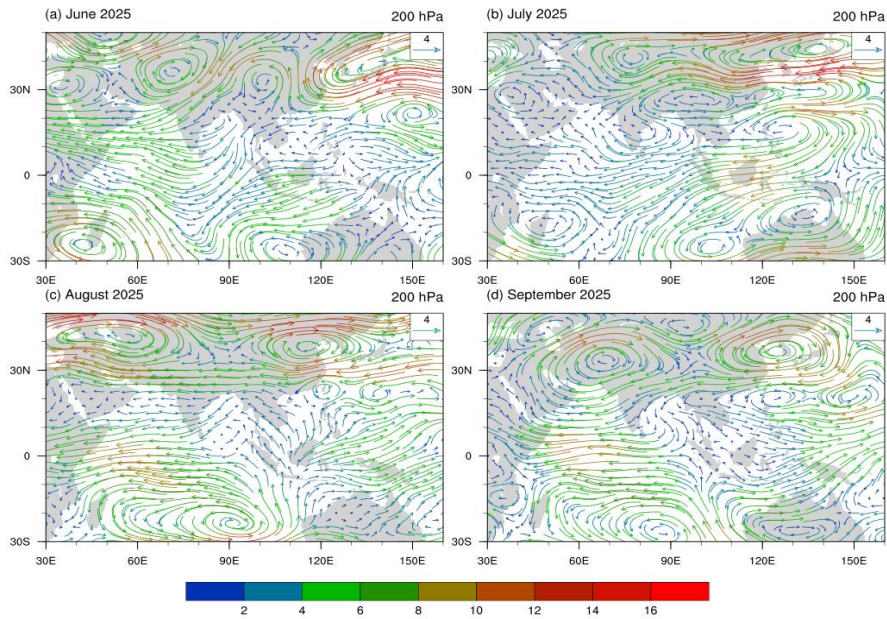 (a) June 2025 200 hPa
4
30N
0
30S
30E 60E 90E 120E 150E
(b) July 2025 200 hPa
4
30N
0
30S
30E 60E 90E 120E 150E
(c) August 2025 200 hPa
4
30N
0
30S
30E 60E 90E 120E 150E
(d) September 2025 200 hPa
4
30N
0
30S
30E 60E 90E 120E 150E
2 4 6 8 10 12 14 16